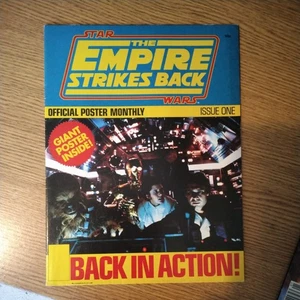 STAR
THE
EMPIRE
STRIKES BACK
WARS
OFFICIAL POSTER MONTHLY
ISSUE ONE
GIANT
POSTER
INSIDE!
BACK IN ACTION!